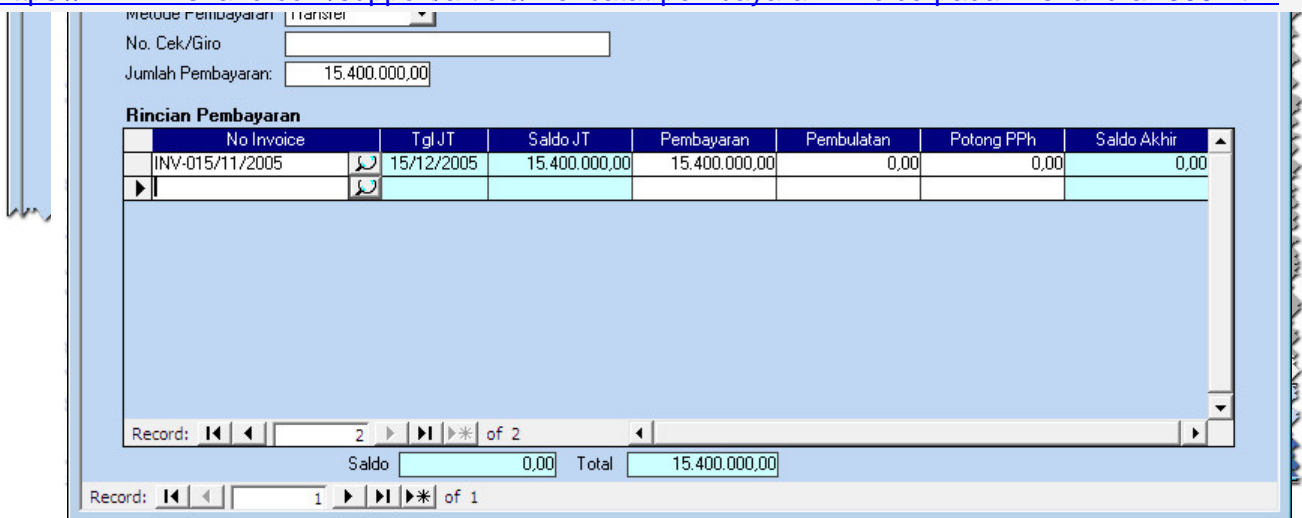 Metode Pembayaran Transfer
No. Cek/Giro
Jumlah Pembayaran: 15.400.000,00
Rincian Pembayaran
No Invoice Tgl JT Saldo JT Pembayaran Pembulatan Potong PPh Saldo Akhir
INV-015/11/2005 15/12/2005 15.400.000,00 15.400.000,00 0,00 0,00 0,00
Record: 2 of 2
Saldo 0,00 Total 15.400.000,00
Record: 1 of 1